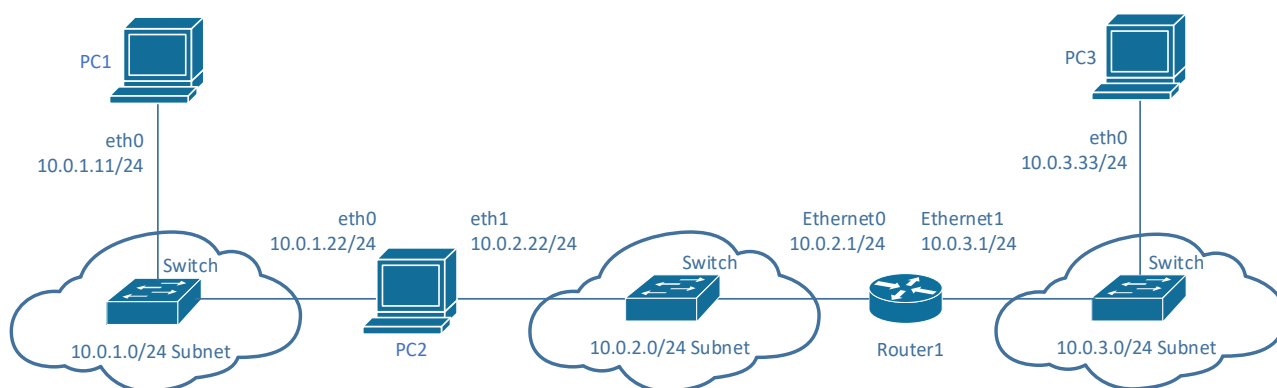 PC1
PC3
eth0
10.0.1.11/24
eth0
10.0.3.33/24
eth0
10.0.1.22/24
eth1
10.0.2.22/24
Ethernet0
10.0.2.1/24
Ethernet1
10.0.3.1/24
Switch
Switch
Switch
10.0.1.0/24 Subnet
PC2
10.0.2.0/24 Subnet
Router1
10.0.3.0/24 Subnet